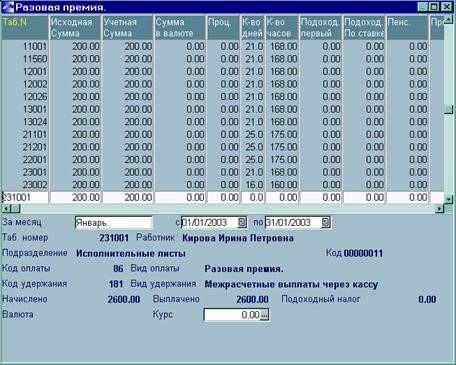 Разовая премия.
Таб.N Исходная Сумма Учетная Сумма Сумма в валюте Проц. К-во дней К-во часов Подоход. первый Подоход. По ставке Пенс. Пр
11001 200.00 200.00 0.00 0.00 21.0 168.00 0.00 0.00 0.00
11560 200.00 200.00 0.00 0.00 21.0 168.00 0.00 0.00 0.00
12001 200.00 200.00 0.00 0.00 21.0 168.00 0.00 0.00 0.00
12002 200.00 200.00 0.00 0.00 21.0 168.00 0.00 0.00 0.00
12026 200.00 200.00 0.00 0.00 21.0 168.00 0.00 0.00 0.00
13001 200.00 200.00 0.00 0.00 21.0 168.00 0.00 0.00 0.00
13024 200.00 200.00 0.00 0.00 21.0 168.00 0.00 0.00 0.00
21101 200.00 200.00 0.00 0.00 25.0 175.00 0.00 0.00 0.00
21201 200.00 200.00 0.00 0.00 25.0 175.00 0.00 0.00 0.00
22001 200.00 200.00 0.00 0.00 25.0 175.00 0.00 0.00 0.00
23001 200.00 200.00 0.00 0.00 21.0 168.00 0.00 0.00 0.00
23002 200.00 200.00 0.00 0.00 16.0 160.00 0.00 0.00 0.00
231001 200.00 200.00 0.00 0.00 0.0 0.00 0.00 0.00 0.00
За месяц Январь с 01/01/2003 по 31/01/2003
Таб. номер 231001 Работник Кирова Ирина Петровна
Подразделение Исполнительные листы Код 00000011
Код оплаты 86 Вид оплаты Разовая премия.
Код удержания 181 Вид удержания Межрасчетные выплаты через кассу
Начислено 2600.00 Выплачено 2600.00 Подоходный налог 0.00
Валюта Курс 0.00 ...